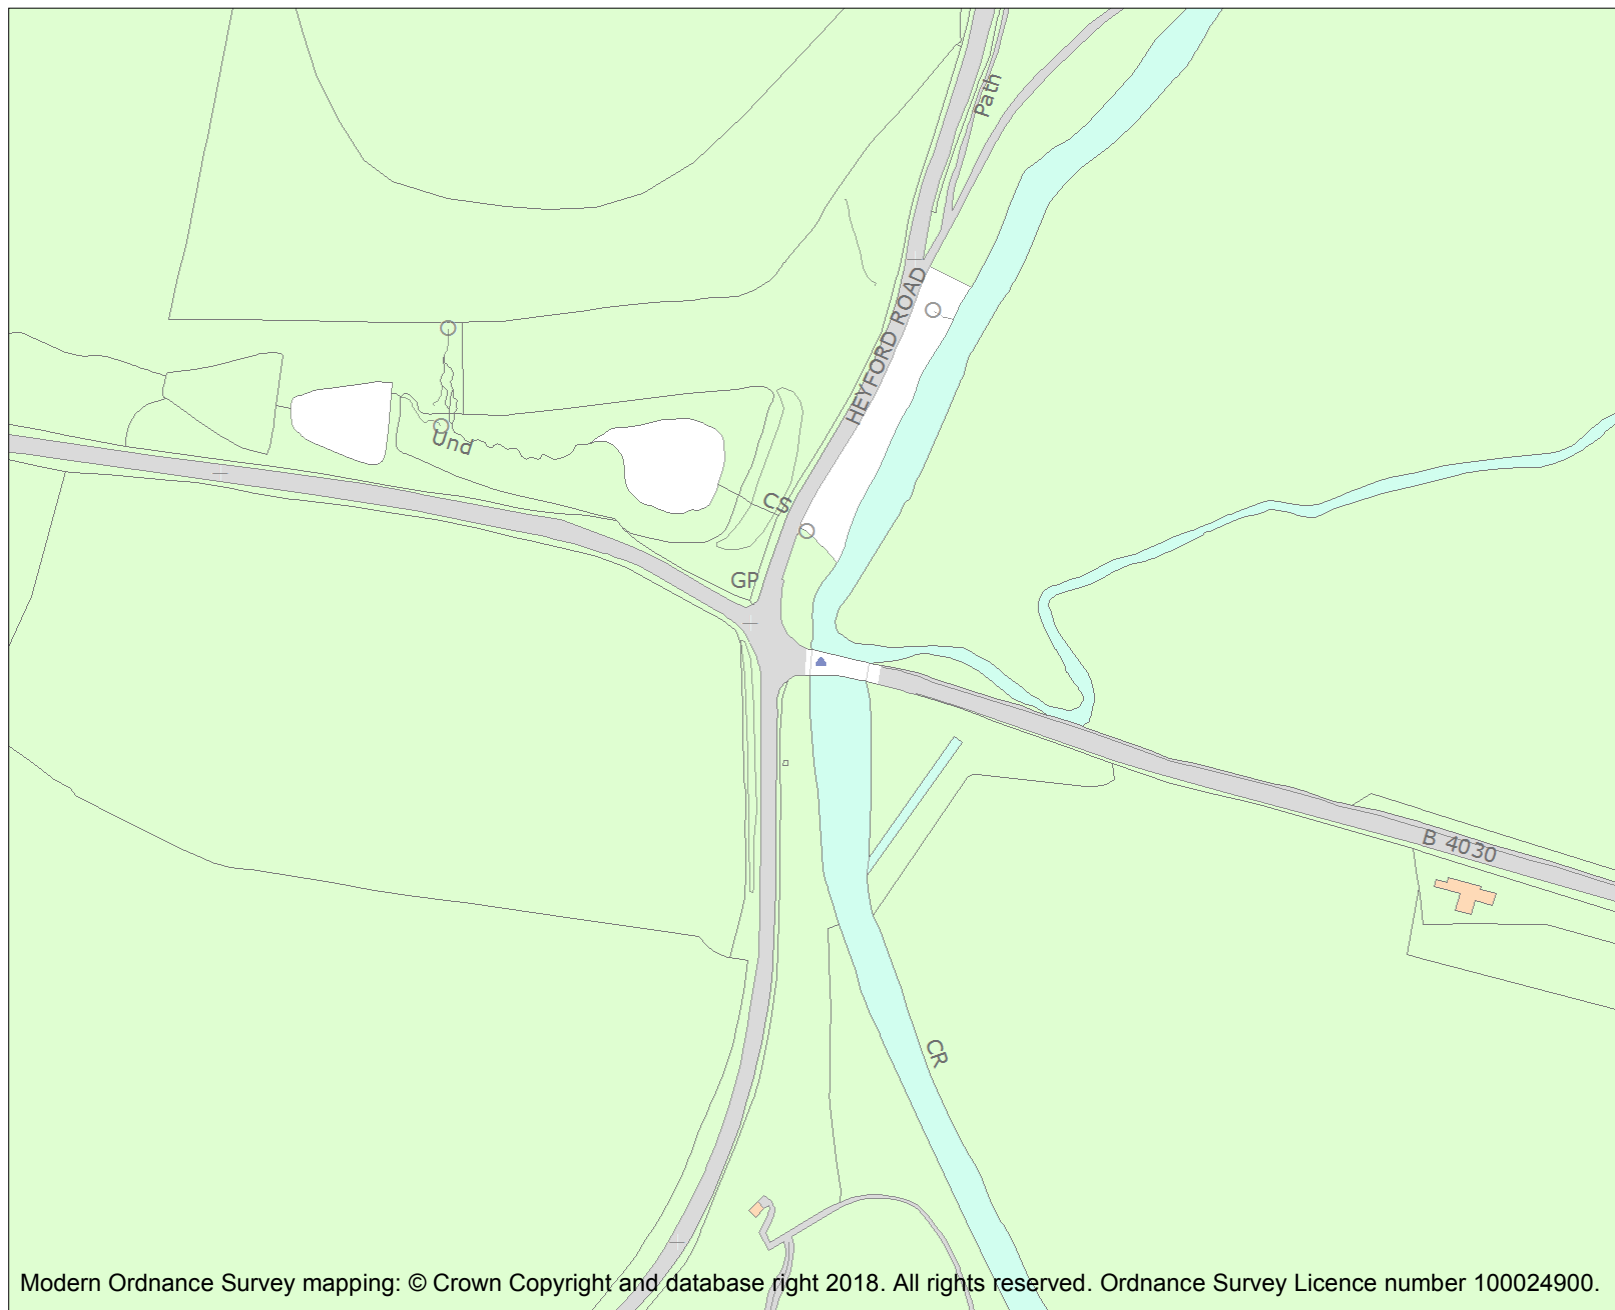 Path
HEYFORD ROAD
Und
CS
GP
B 4030
CR
Modern Ordnance Survey mapping: © Crown Copyright and database right 2018. All rights reserved. Ordnance Survey Licence number 100024900.